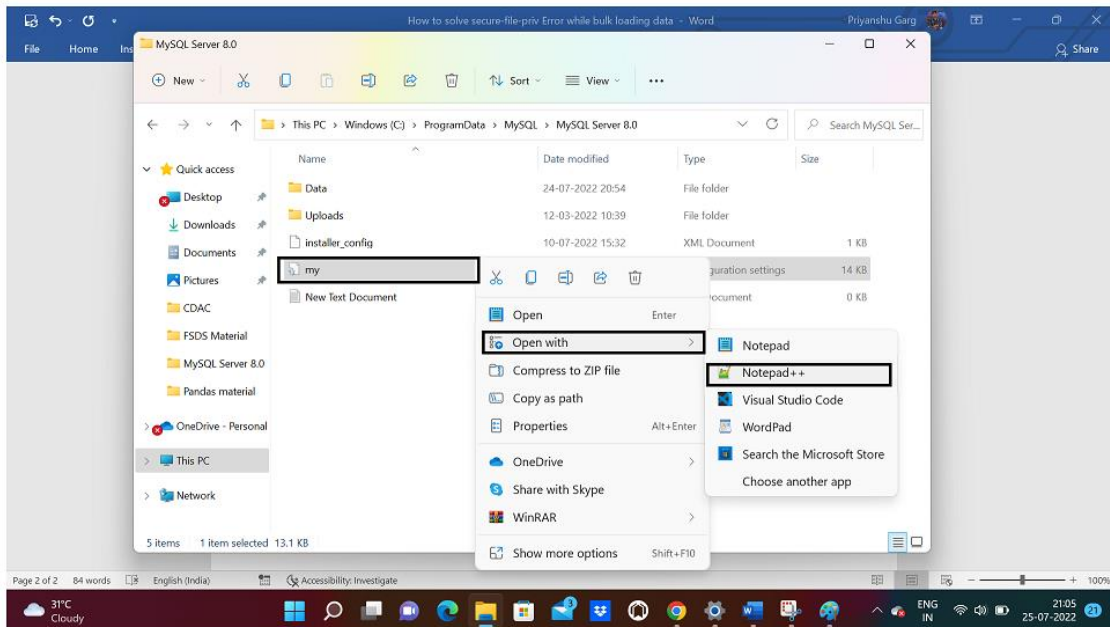 How to solve secure-file-priv Error while bulk loading data - Word
Priyanshu Garg
File Home Ins
Share
MySQL Server 8.0
New
Sort View
This PC > Windows (C:) > ProgramData > MySQL > MySQL Server 8.0
Search MySQL Ser...
Name Date modified Type Size
Quick access
Desktop
Downloads
Documents
Pictures
CDAC
FSDS Material
MySQL Server 8.0
Pandas material
OneDrive - Personal
This PC
Network
Data 24-07-2022 20:54 File folder
Uploads 12-03-2022 10:39 File folder
installer_config 10-07-2022 15:32 XML Document 1 KB
my guration settings 14 KB
New Text Document ocument 0 KB
Open Enter
Open with
Compress to ZIP file
Copy as path
Properties Alt+Enter
OneDrive
Share with Skype
WinRAR
Show more options Shift+F10
Notepad
Notepad++
Visual Studio Code
WordPad
Search the Microsoft Store
Choose another app
5 items 1 item selected 13.1 KB
Page 2 of 2 84 words English (India) Accessibility: Investigate
100%
31°C
Cloudy
3
ENG
IN
21:05
25-07-2022
21